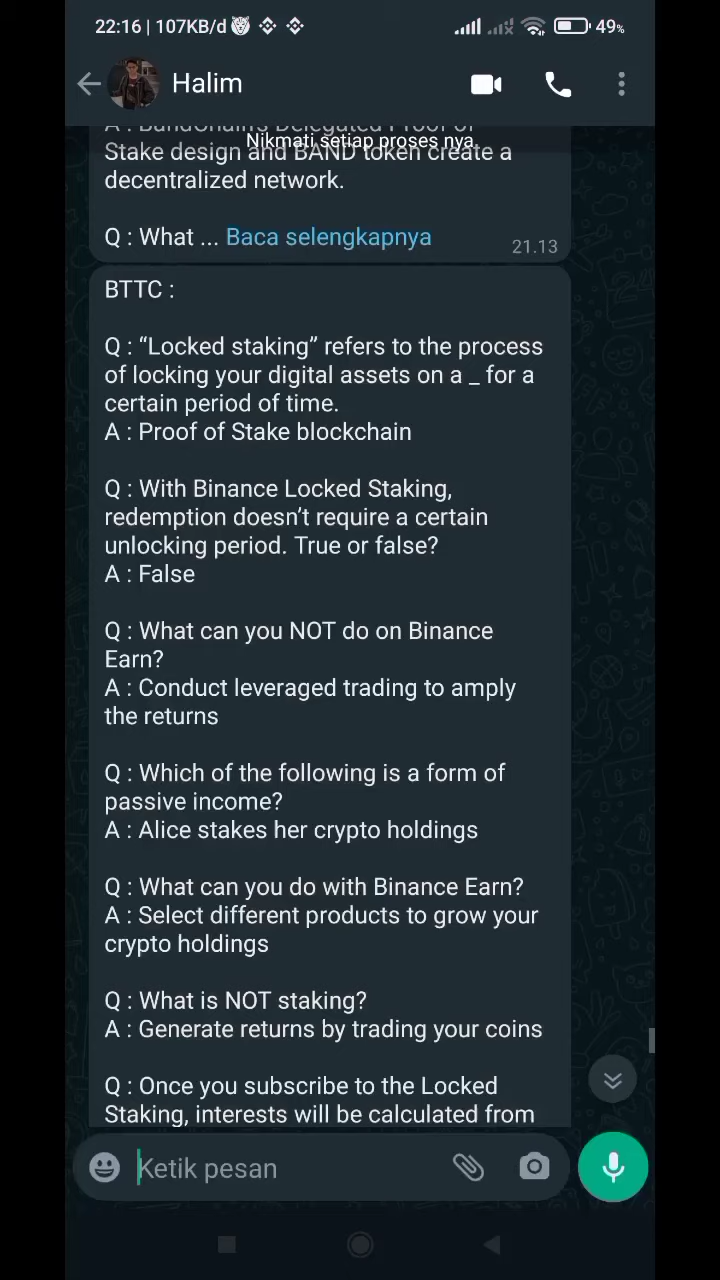 22:16 | 107KB/d
49%
Halim
A : BandChain's Delegated Proof of
Nikmati setiap proses nya
Stake design and BAND token create a
decentralized network.
Q : What ... Baca selengkapnya
21.13
BTTC :
Q : “Locked staking” refers to the process
of locking your digital assets on a _ for a
certain period of time.
A : Proof of Stake blockchain
Q : With Binance Locked Staking,
redemption doesn’t require a certain
unlocking period. True or false?
A : False
Q : What can you NOT do on Binance
Earn?
A : Conduct leveraged trading to amply
the returns
Q : Which of the following is a form of
passive income?
A : Alice stakes her crypto holdings
Q : What can you do with Binance Earn?
A : Select different products to grow your
crypto holdings
Q : What is NOT staking?
A : Generate returns by trading your coins
Q : Once you subscribe to the Locked
Staking, interests will be calculated from
Ketik pesan